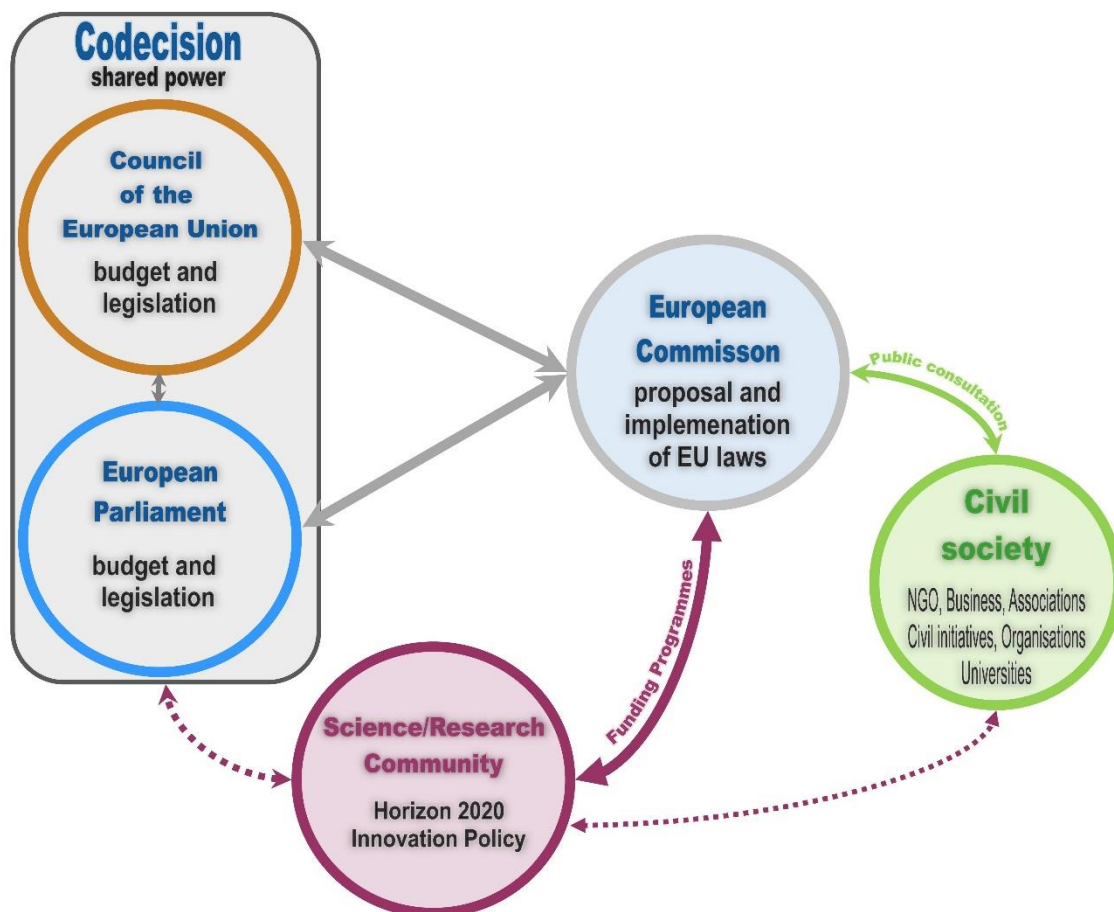 Codecision
shared power
Council
of the
European Union
budget and
legislation
European
Parliament
budget and
legislation
European
Commisson
proposal and
implemenation
of EU laws
Public consultation
Civil
society
NGO, Business, Associations
Civil initiatives, Organisations
Universities
Funding Programmes
Science/Research
Community
Horizon 2020
Innovation Policy